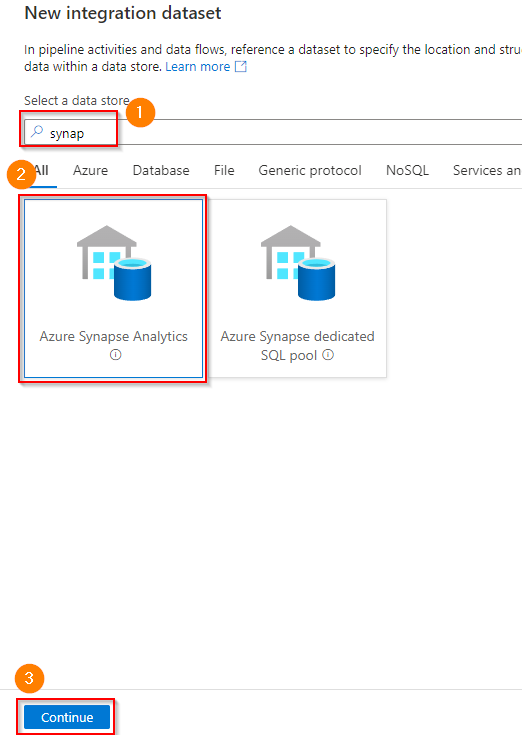 New integration dataset
In pipeline activities and data flows, reference a dataset to specify the location and
data within a data store. Learn more
Select a data store
1
synap
2
All Azure Database File Generic protocol NoSQL Services
Azure Synapse Analytics
Azure Synapse dedicated
SQL pool
3
Continue